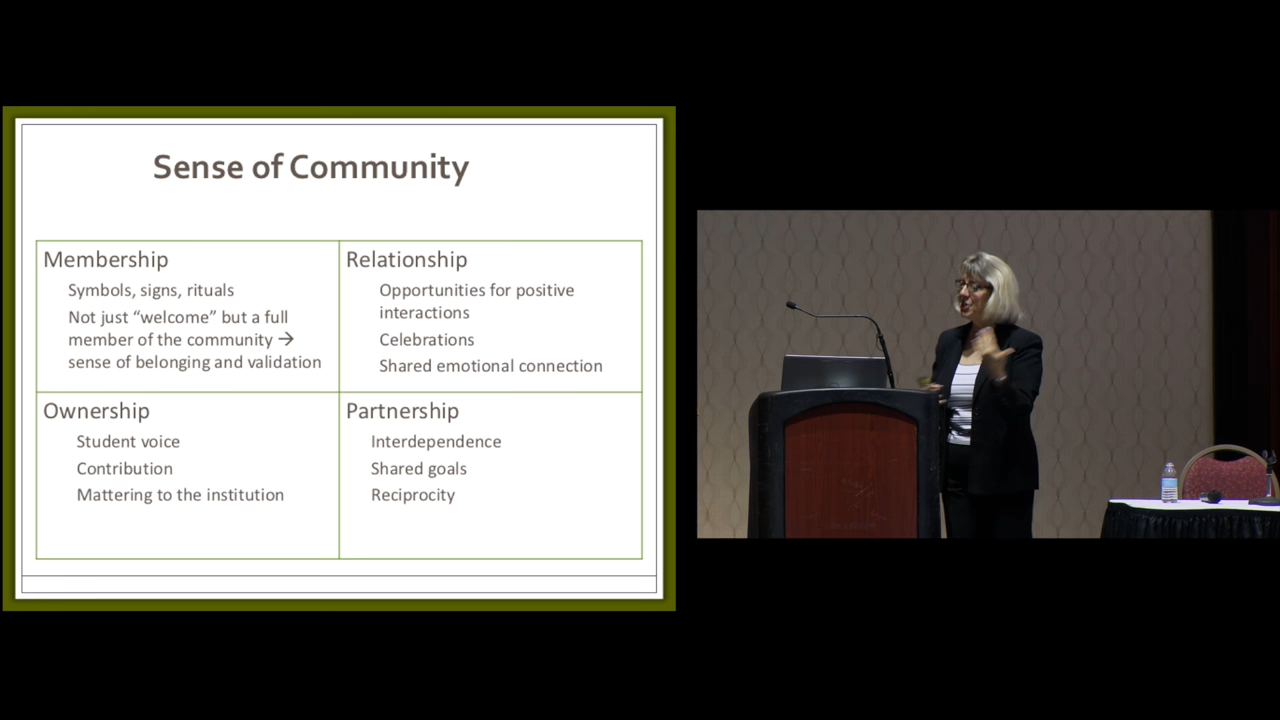 Sense of Community
Membership
Symbols, signs, rituals
Not just “welcome” but a full
member of the community →
sense of belonging and validation
Relationship
Opportunities for positive
interactions
Celebrations
Shared emotional connection
Ownership
Student voice
Contribution
Mattering to the institution
Partnership
Interdependence
Shared goals
Reciprocity